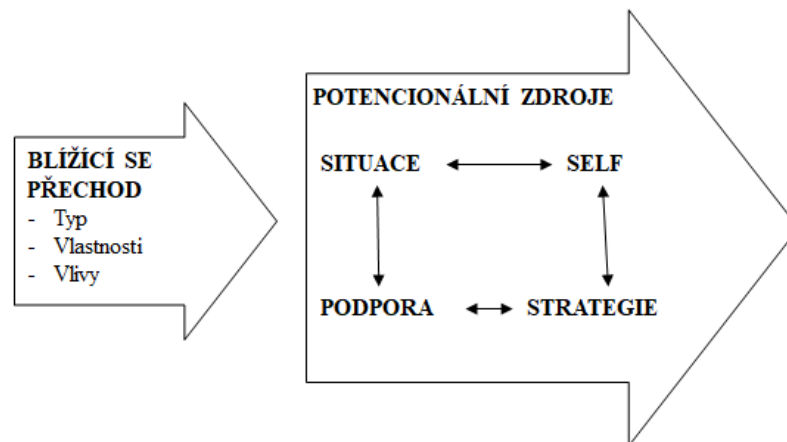 BLÍŽÍCÍ SE
PŘECHOD
- Typ
- Vlastnosti
- Vlivy
POTENCIONÁLNÍ ZDROJE
SITUACE SELF
PODPORA STRATEGIE